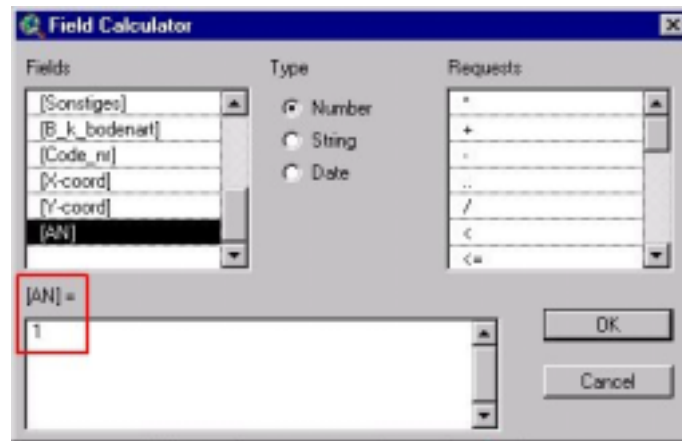 Field Calculator
Fields
Type
Requests
[Sonstiges]
[B_k_bodenart]
[Code_nr]
[X-coord]
[Y-coord]
[AN]
Number
String
Date
*
+
-
..
/
<
<=
[AN] =
1
OK
Cancel